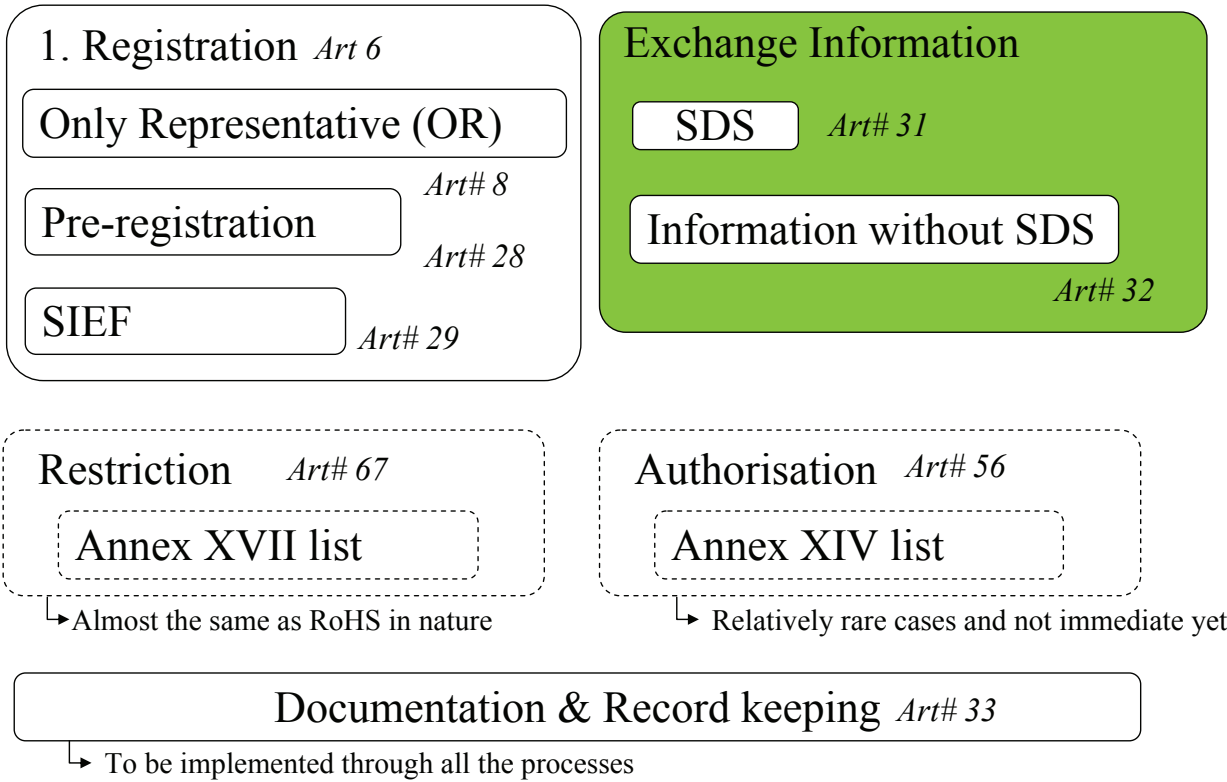 1. Registration Art 6
Only Representative (OR)
Art# 8
Pre-registration
Art# 28
SIEF
Art# 29
Exchange Information
SDS Art# 31
Information without SDS
Art# 32
Restriction Art# 67
Annex XVII list
Almost the same as RoHS in nature
Authorisation Art# 56
Annex XIV list
Relatively rare cases and not immediate yet
Documentation & Record keeping Art# 33
To be implemented through all the processes